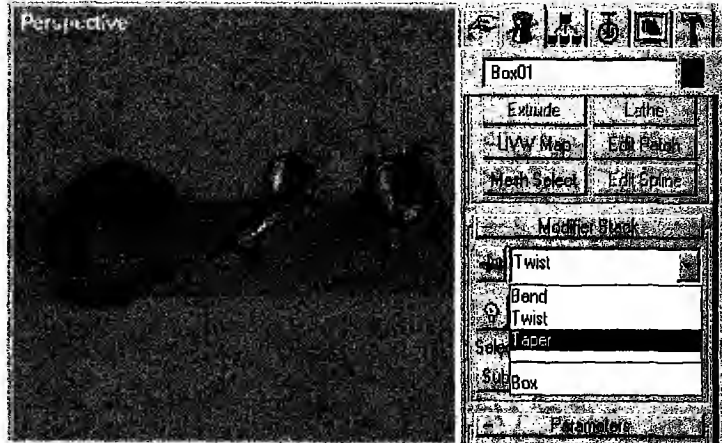 Perspective
Box01
Extrude Lathe
UVW Map Edit Patch
Mesh Select Edit Spline
Modifier Stack
Twist
Bend
Twist
Taper
Sub
Box
Parameters